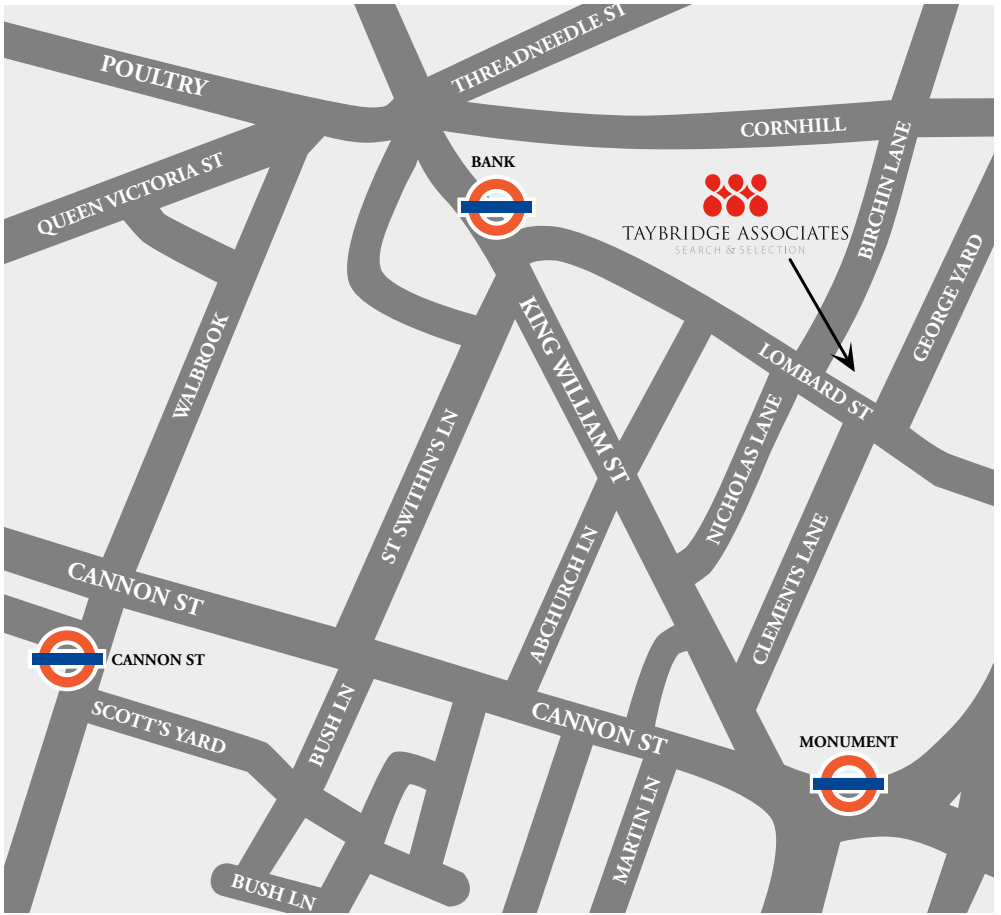 THREADNEEDLE ST
POULTRY
CORNHILL
BANK
QUEEN VICTORIA ST
BIRCHIN LANE
TAYBRIDGE ASSOCIATES
SEARCH & SELECTION
GEORGE YARD
KING WILLIAM ST
WALBROOK
LOMBARD ST
ST SWITHIN'S LN
NICHOLAS LANE
CLEMENTS LANE
ABCHURCH LN
CANNON ST
CANNON ST
SCOTT'S YARD
BUSH LN
CANNON ST
MONUMENT
MARTIN LN
BUSH LN